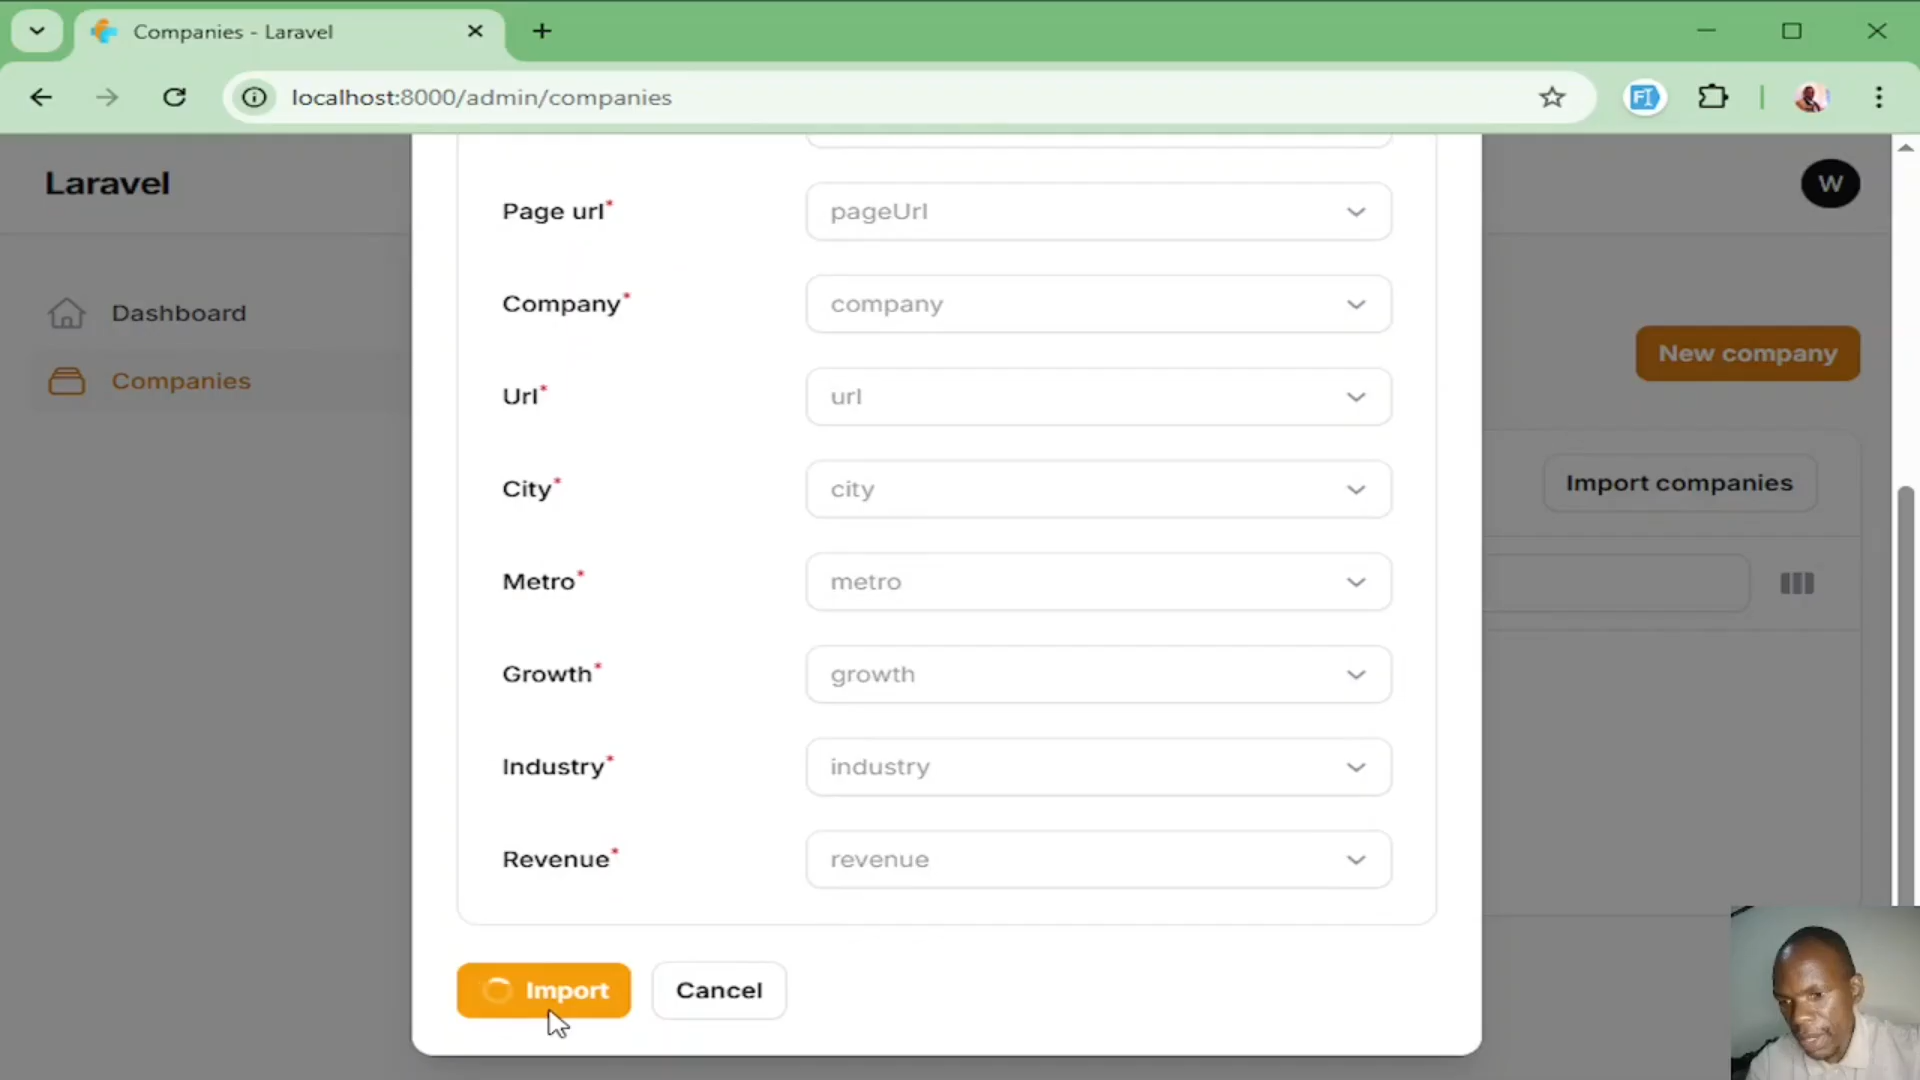 Companies - Laravel
localhost:8000/admin/companies
FI
Laravel
W
Dashboard
Companies
New company
Import companies
Page url* pageUrl
Company* company
Url* url
City* city
Metro* metro
Growth* growth
Industry* industry
Revenue* revenue
Import Cancel